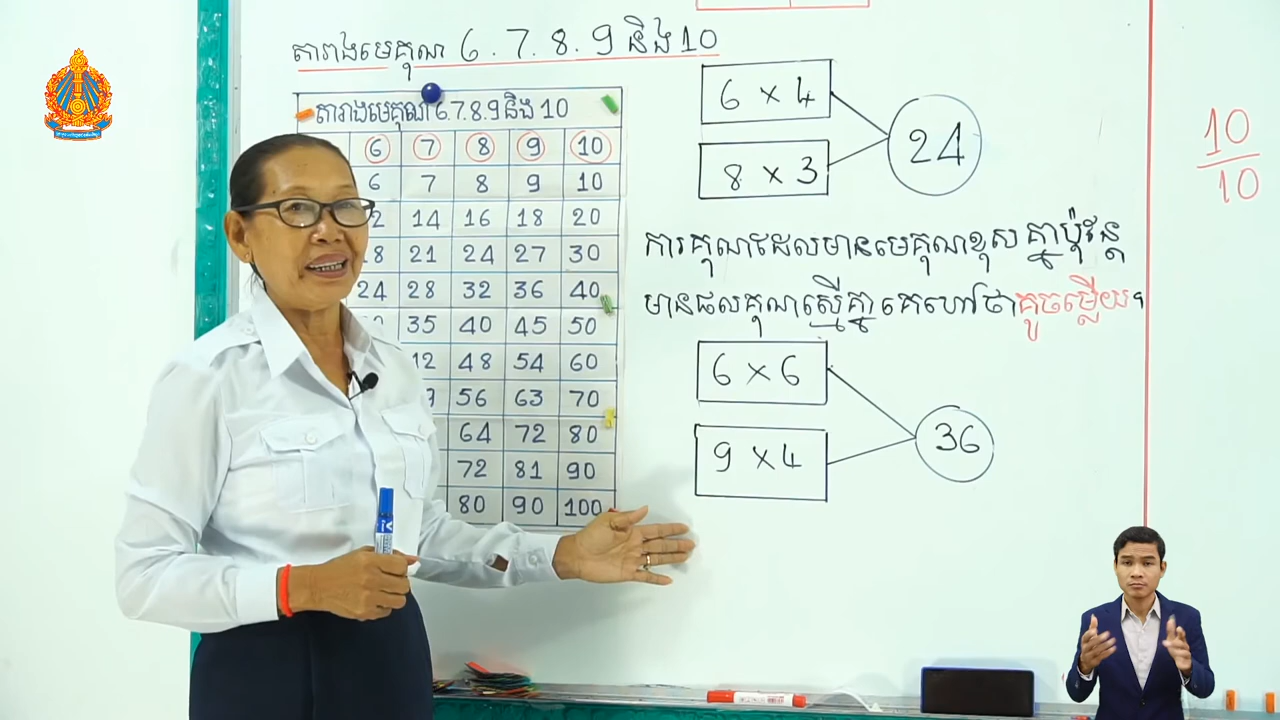 តារាងមេគុណ 6 . 7. 8. 9 និង 10
តារាងមេគុណ 6.7.8.9 និង 10
6 7 8 9 10
6 7 8 9 10
2 14 16 18 20
18 21 24 27 30
24 28 32 36 40
35 40 45 50
12 48 54 60
56 63 70
64 72 80
72 81 90
80 90 100
6 × 4
8 × 3
24
ការគុណដែលមានមេគុណខុសគ្នាប៉ុន្តែ
មានផលគុណស្មើគ្នា គេហៅថាគូចម្លើយ។
6 × 6
9 × 4
36
10
10